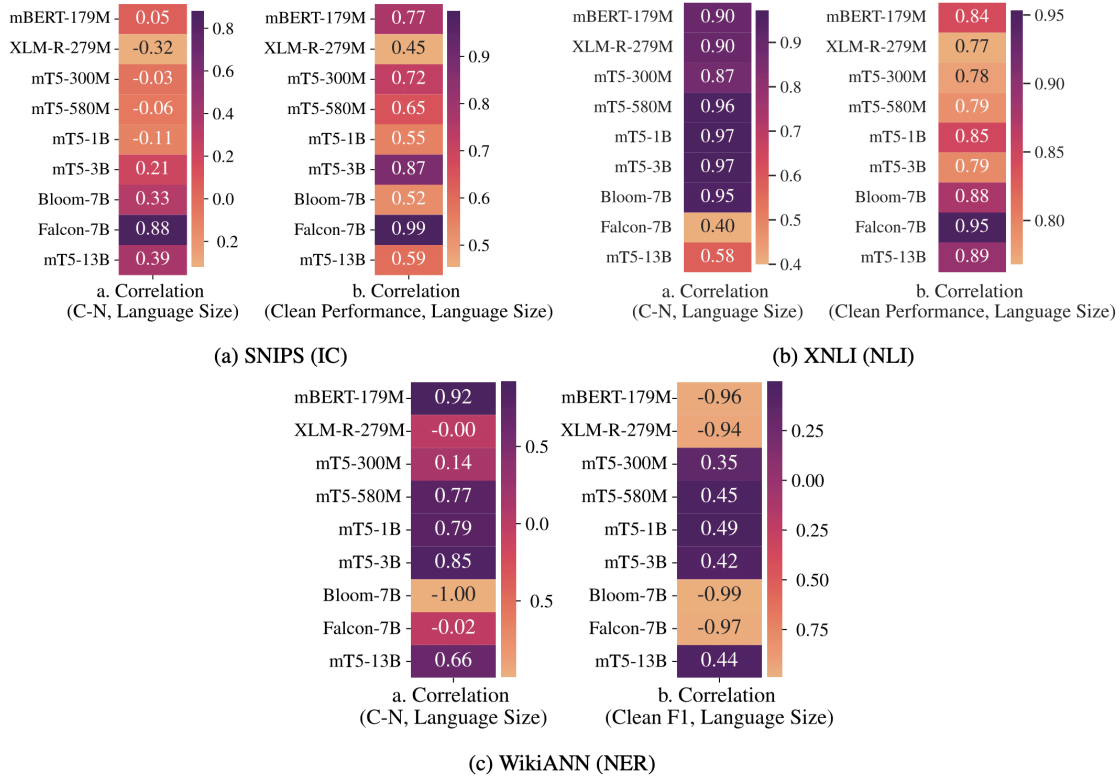 mBERT-179M 0.05
XLM-R-279M -0.32
mT5-300M -0.03
mT5-580M -0.06
mT5-1B -0.11
mT5-3B 0.21
Bloom-7B 0.33
Falcon-7B 0.88
mT5-13B 0.39
0.8
0.6
0.4
0.2
0.0
0.2
a. Correlation
(C-N, Language Size)
mBERT-179M 0.77
XLM-R-279M 0.45
mT5-300M 0.72
mT5-580M 0.65
mT5-1B 0.55
mT5-3B 0.87
Bloom-7B 0.52
Falcon-7B 0.99
mT5-13B 0.59
0.9
0.8
0.7
0.6
0.5
b. Correlation
(Clean Performance, Language Size)
(a) SNIPS (IC)
mBERT-179M 0.90
XLM-R-279M 0.90
mT5-300M 0.87
mT5-580M 0.96
mT5-1B 0.97
mT5-3B 0.97
Bloom-7B 0.95
Falcon-7B 0.40
mT5-13B 0.58
0.9
0.8
0.7
0.6
0.5
0.4
a. Correlation
(C-N, Language Size)
mBERT-179M 0.84
XLM-R-279M 0.77
mT5-300M 0.78
mT5-580M 0.79
mT5-1B 0.85
mT5-3B 0.79
Bloom-7B 0.88
Falcon-7B 0.95
mT5-13B 0.89
0.95
0.90
0.85
0.80
b. Correlation
(Clean Performance, Language Size)
(b) XNLI (NLI)
mBERT-179M 0.92
XLM-R-279M -0.00
mT5-300M 0.14
mT5-580M 0.77
mT5-1B 0.79
mT5-3B 0.85
Bloom-7B -1.00
Falcon-7B -0.02
mT5-13B 0.66
0.5
0.0
0.5
a. Correlation
(C-N, Language Size)
mBERT-179M -0.96
XLM-R-279M -0.94
mT5-300M 0.35
mT5-580M 0.45
mT5-1B 0.49
mT5-3B 0.42
Bloom-7B -0.99
Falcon-7B -0.97
mT5-13B 0.44
0.25
0.00
0.25
0.50
0.75
b. Correlation
(Clean F1, Language Size)
(c) WikiANN (NER)